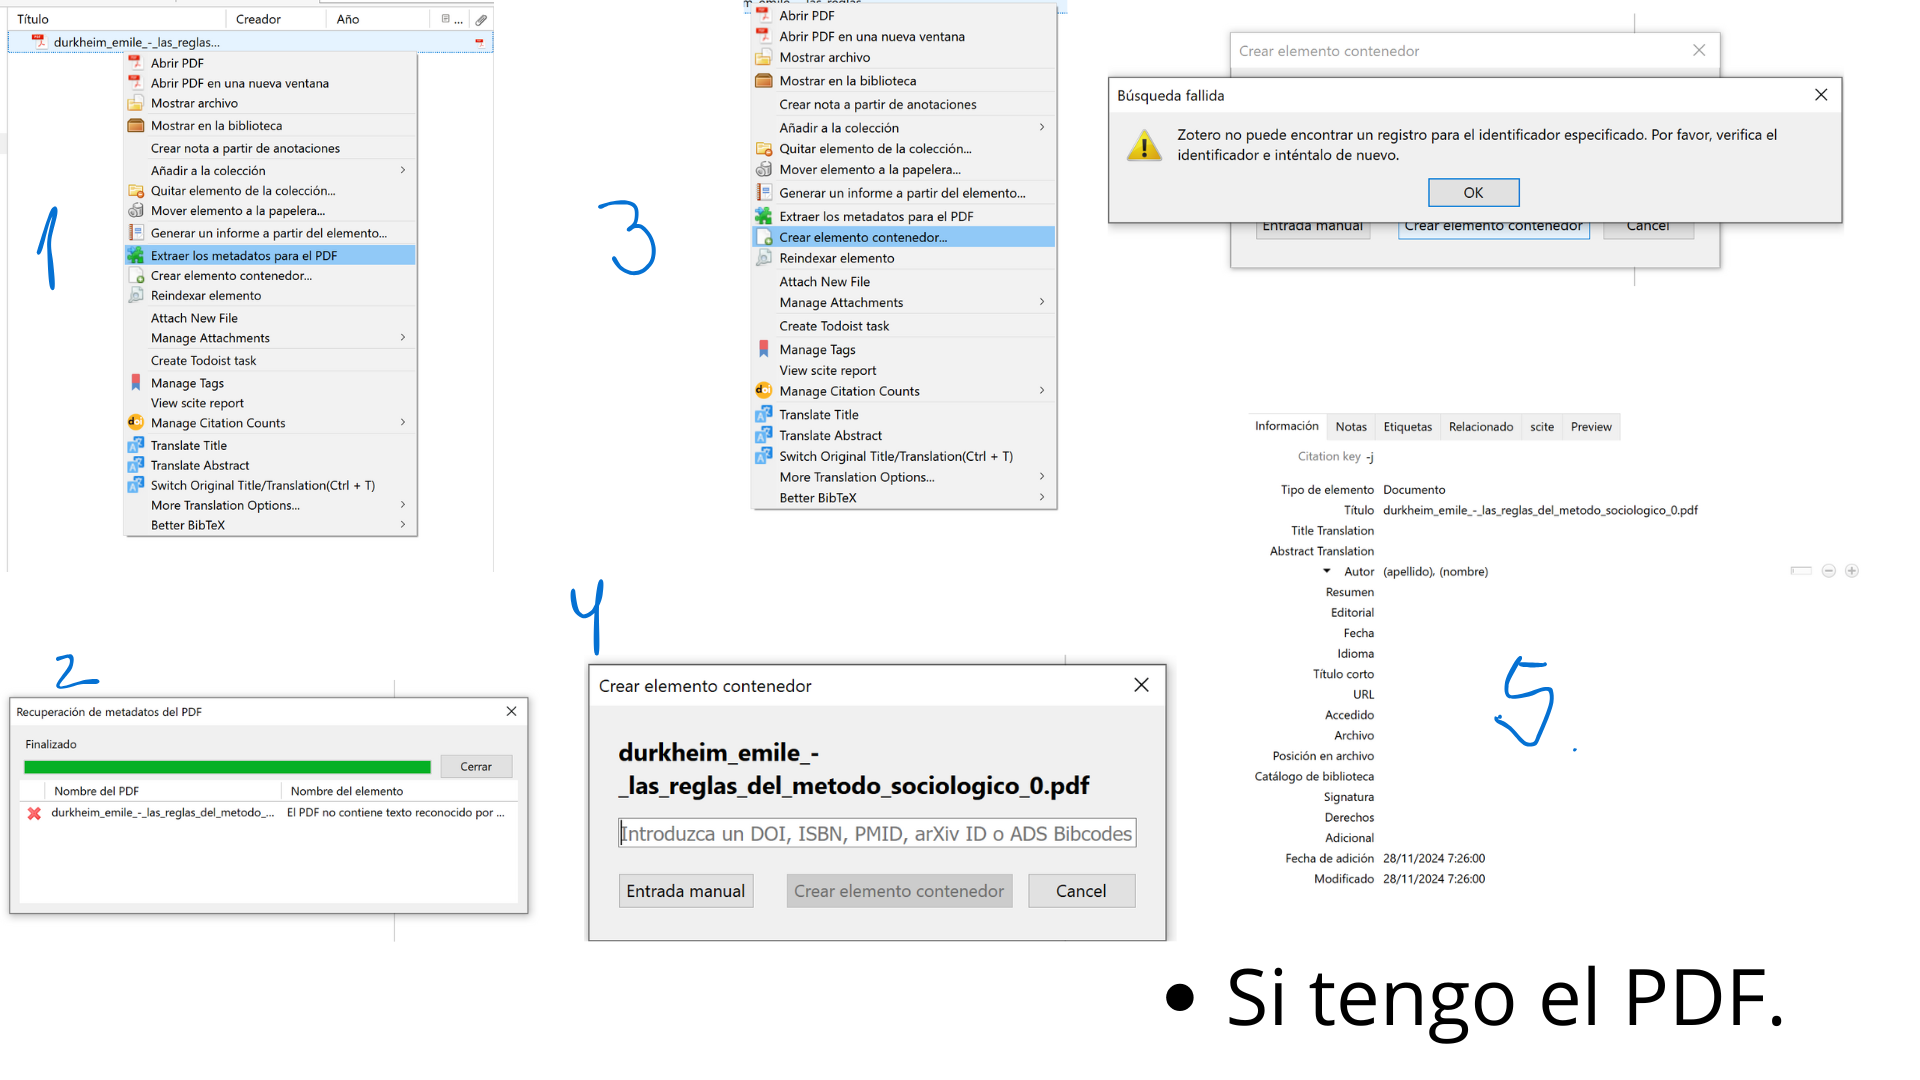 Título Creador Año ...
durkheim_emile_-_las_reglas...
Abrir PDF
Abrir PDF en una nueva ventana
Mostrar archivo
Mostrar en la biblioteca
Crear nota a partir de anotaciones
Añadir a la colección
Quitar elemento de la colección...
Mover elemento a la papelera...
Generar un informe a partir del elemento...
Extraer los metadatos para el PDF
Crear elemento contenedor...
Reindexar elemento
Attach New File
Manage Attachments
Create Todoist task
Manage Tags
View scite report
Manage Citation Counts
Translate Title
Translate Abstract
Switch Original Title/Translation(Ctrl + T)
More Translation Options...
Better BibTeX
1
2
Recuperación de metadatos del PDF
Finalizado
Cerrar
Nombre del PDF Nombre del elemento
durkheim_emile_-_las_reglas_del_metodo_... El PDF no contiene texto reconocido por ...
3
Abrir PDF
Abrir PDF en una nueva ventana
Mostrar archivo
Mostrar en la biblioteca
Crear nota a partir de anotaciones
Añadir a la colección
Quitar elemento de la colección...
Mover elemento a la papelera...
Generar un informe a partir del elemento...
Extraer los metadatos para el PDF
Crear elemento contenedor...
Reindexar elemento
Attach New File
Manage Attachments
Create Todoist task
Manage Tags
View scite report
Manage Citation Counts
Translate Title
Translate Abstract
Switch Original Title/Translation(Ctrl + T)
More Translation Options...
Better BibTeX
4
Crear elemento contenedor
durkheim_emile_-
_las_reglas_del_metodo_sociologico_0.pdf
Introduzca un DOI, ISBN, PMID, arXiv ID o ADS Bibcodes
Entrada manual Crear elemento contenedor Cancel
Crear elemento contenedor
Búsqueda fallida
Zotero no puede encontrar un registro para el identificador especificado. Por favor, verifica el
identificador e inténtalo de nuevo.
OK
Entrada manual Crear elemento contenedor Cancel
Información Notas Etiquetas Relacionado scite Preview
Citation key -j
Tipo de elemento Documento
Título durkheim_emile_-_las_reglas_del_metodo_sociologico_0.pdf
Title Translation
Abstract Translation
Autor (apellido), (nombre)
Resumen
Editorial
Fecha
Idioma
Título corto
URL
Accedido
Archivo
Posición en archivo
Catálogo de biblioteca
Signatura
Derechos
Adicional
Fecha de adición 28/11/2024 7:26:00
Modificado 28/11/2024 7:26:00
5.
• Si tengo el PDF.